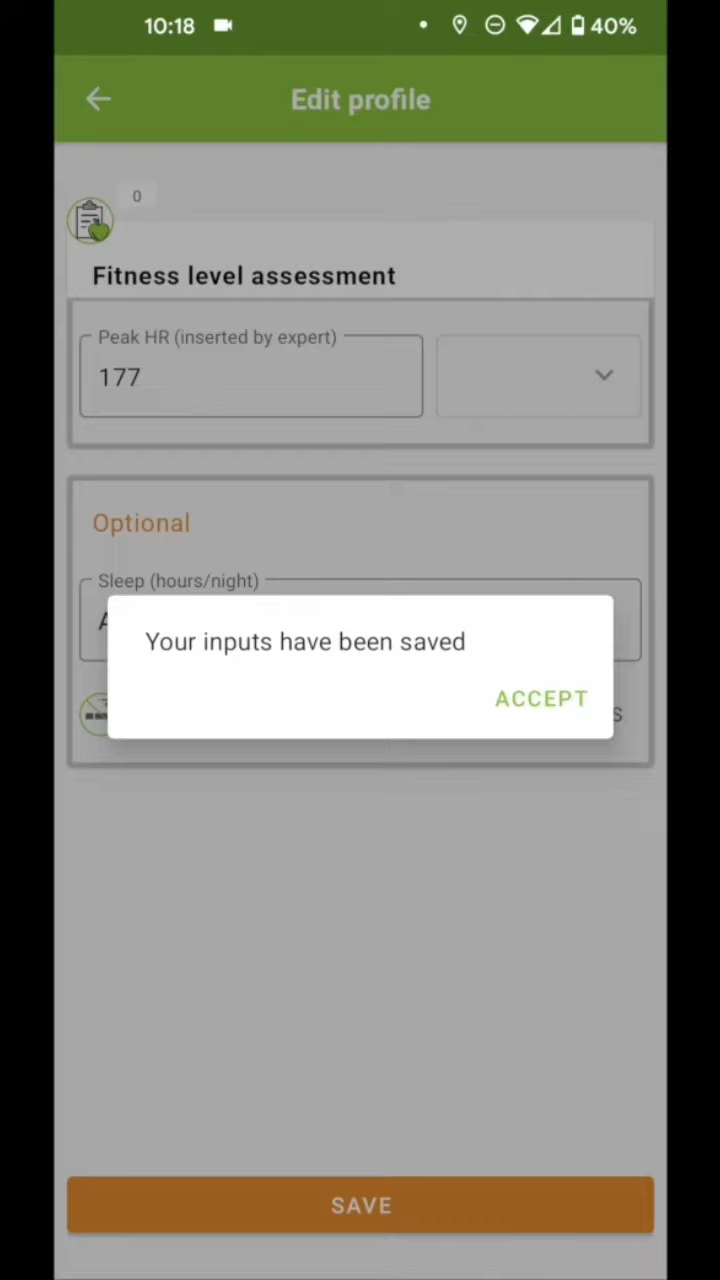 10:18
40%
Edit profile
0
Fitness level assessment
Peak HR (inserted by expert)
177
Optional
Sleep (hours/night)
Your inputs have been saved
ACCEPT
SAVE